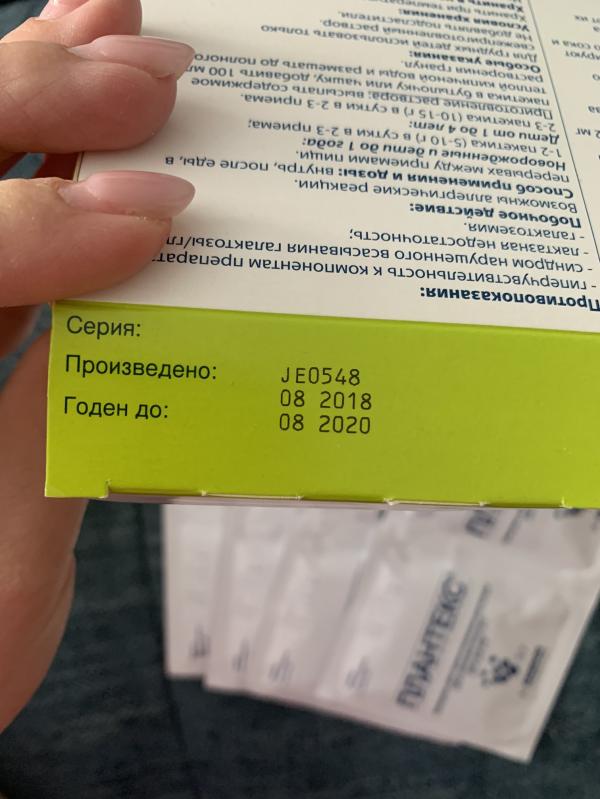 Противопоказания:
- гиперчувствительность к компонентам
- синдром нарушенного всасывания галактозы/
- лактазная недостаточность;
- галактоземия.
Побочное действие:
Возможны аллергические реакции.
Способ применения и дозы: внутрь, после еды, в
перерывах между приемами пищи.
Новорожденные и дети до 1 года:
1-2 пакетика (5-10 г) в сутки в 2-3 приема;
Дети от 1 до 4 лет:
2-3 пакетика (10-15 г) в сутки в 2-3 приема.
Приготовление раствора: высыпать содержимое
пакетика в бутылочку или чашку, добавить 100 мл
теплой кипяченой воды и размешать до полного
растворения гранул.
Особые указания:
Для грудных детей использовать только
свежеприготовленный раствор.
Не добавлять подсластители.
Условия хранения:
Хранить при
Серия:
Произведено:
Годен до:
JE0548
08 2018
08 2020
ПЛАНТЕКС